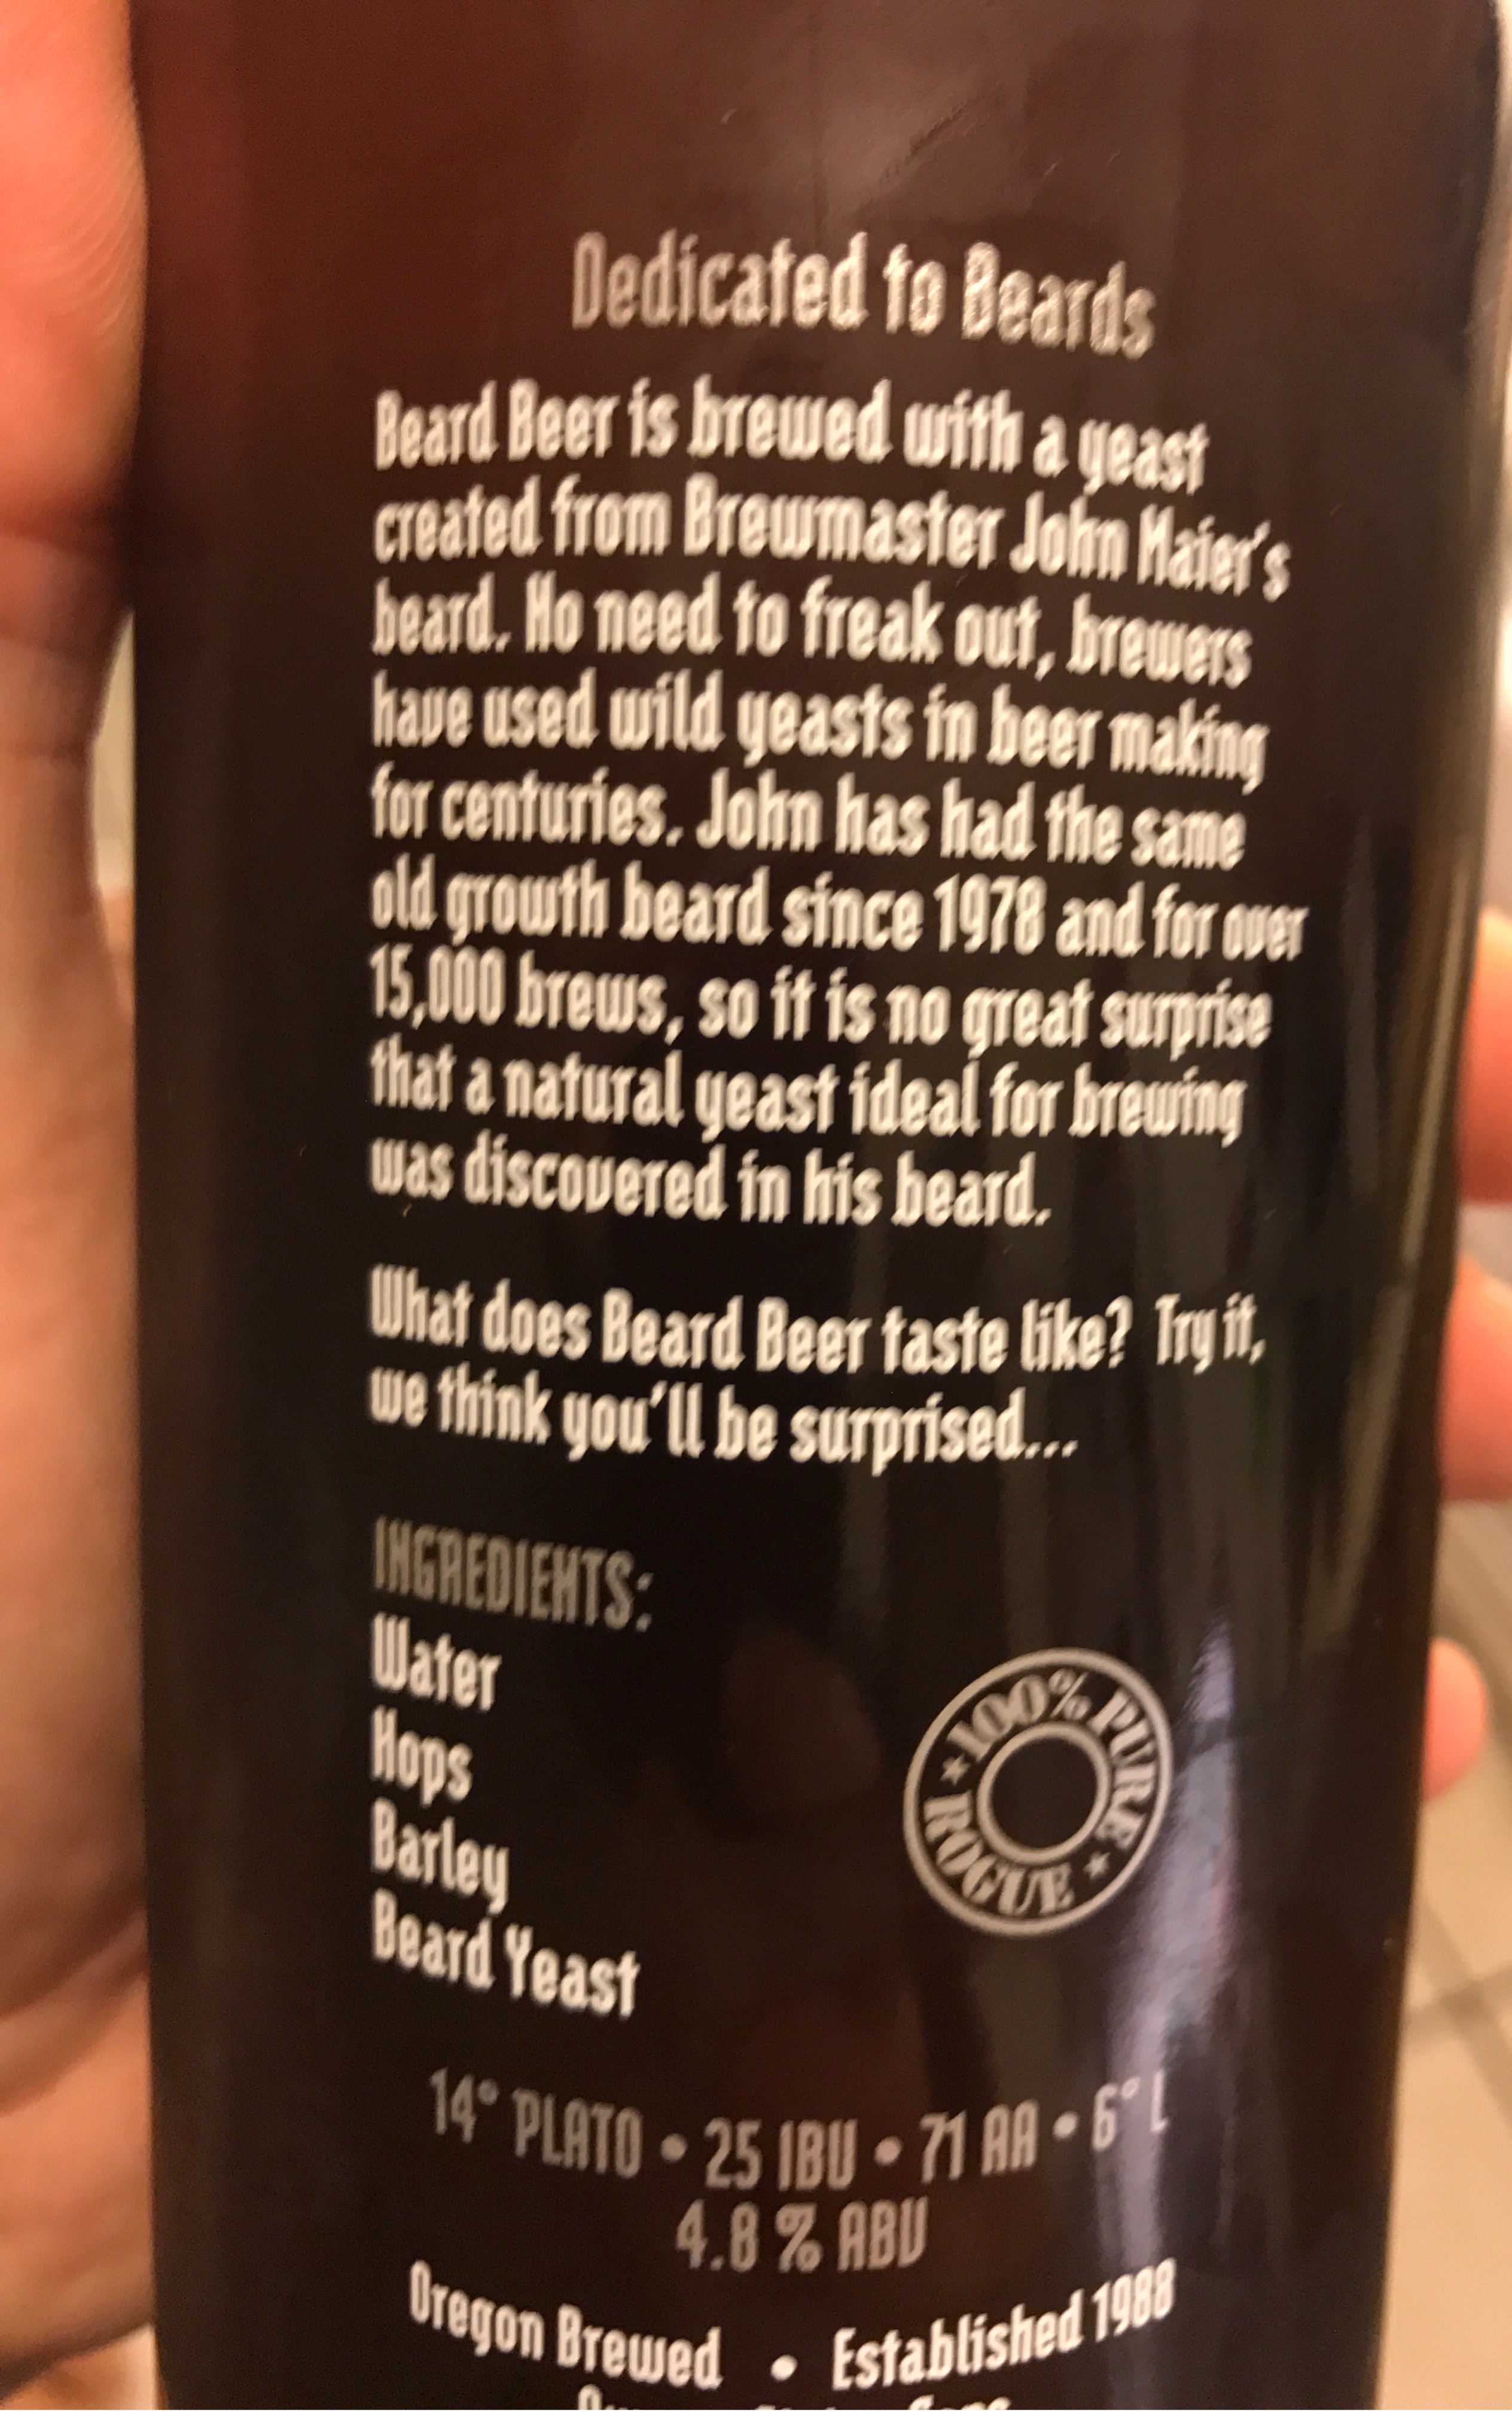 Dedicated to Beards
Beard Beer is brewed with a yeast
created from Brewmaster John Maier's
beard. No need to freak out, brewers
have used wild yeasts in beer making
for centuries. John has had the same
old growth beard since 1978 and for over
15,000 brews, so it is no great surprise
that a natural yeast ideal for brewing
was discovered in his beard.
What does Beard Beer taste like? Try it,
we think you'll be surprised...
INGREDIENTS:
Water
Hops
Barley
Beard Yeast
100% PURE
ROGUE
14° PLATO • 25 IBU • 71 AA • 6° L
4.8 % ABV
Oregon Brewed • Established 1988